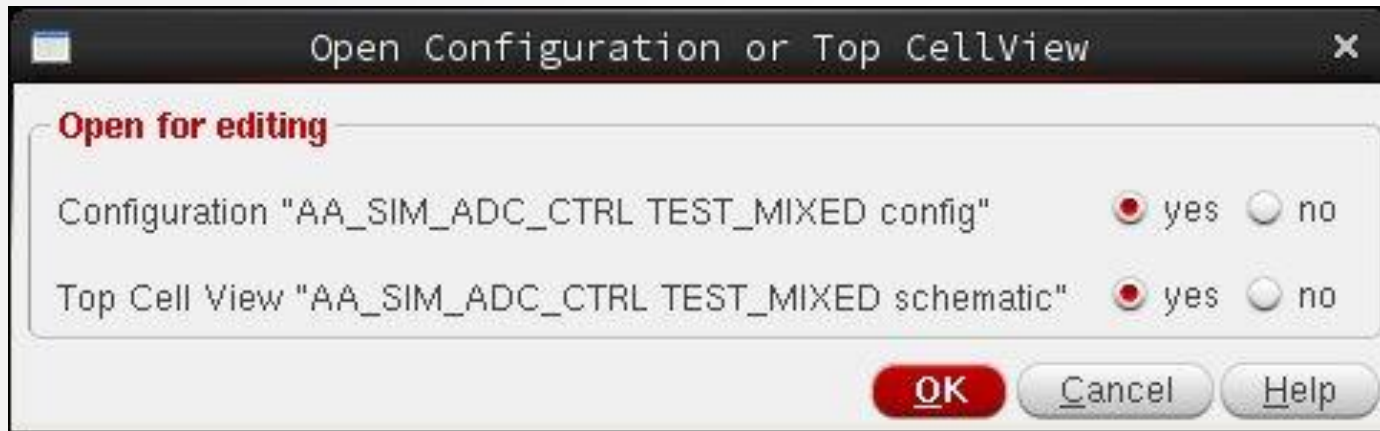 Open Configuration or Top CellView
Open for editing
Configuration "AA_SIM_ADC_CTRL TEST_MIXED config" yes no
Top Cell View "AA_SIM_ADC_CTRL TEST_MIXED schematic" yes no
OK Cancel Help